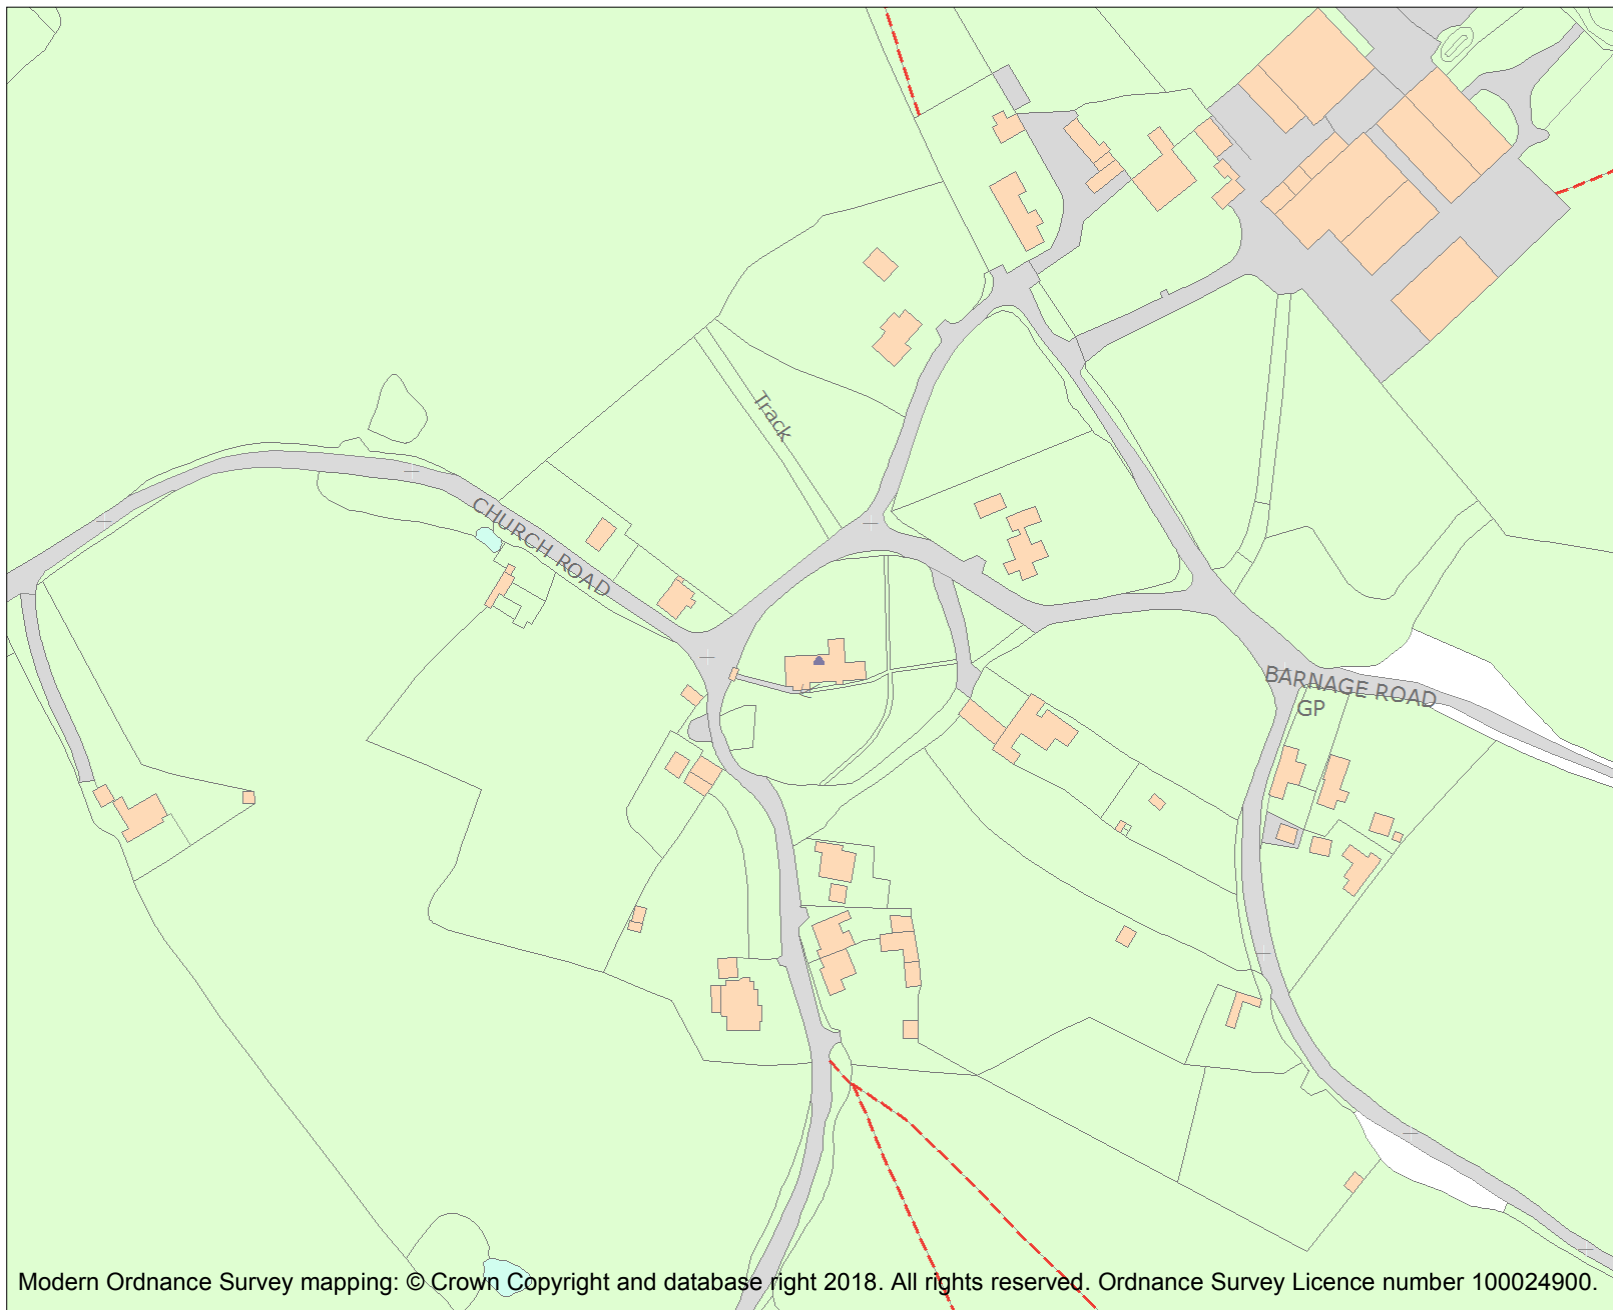 Track
CHURCH ROAD
BARNAGE ROAD
GP
Modern Ordnance Survey mapping: © Crown Copyright and database right 2018. All rights reserved. Ordnance Survey Licence number 100024900.